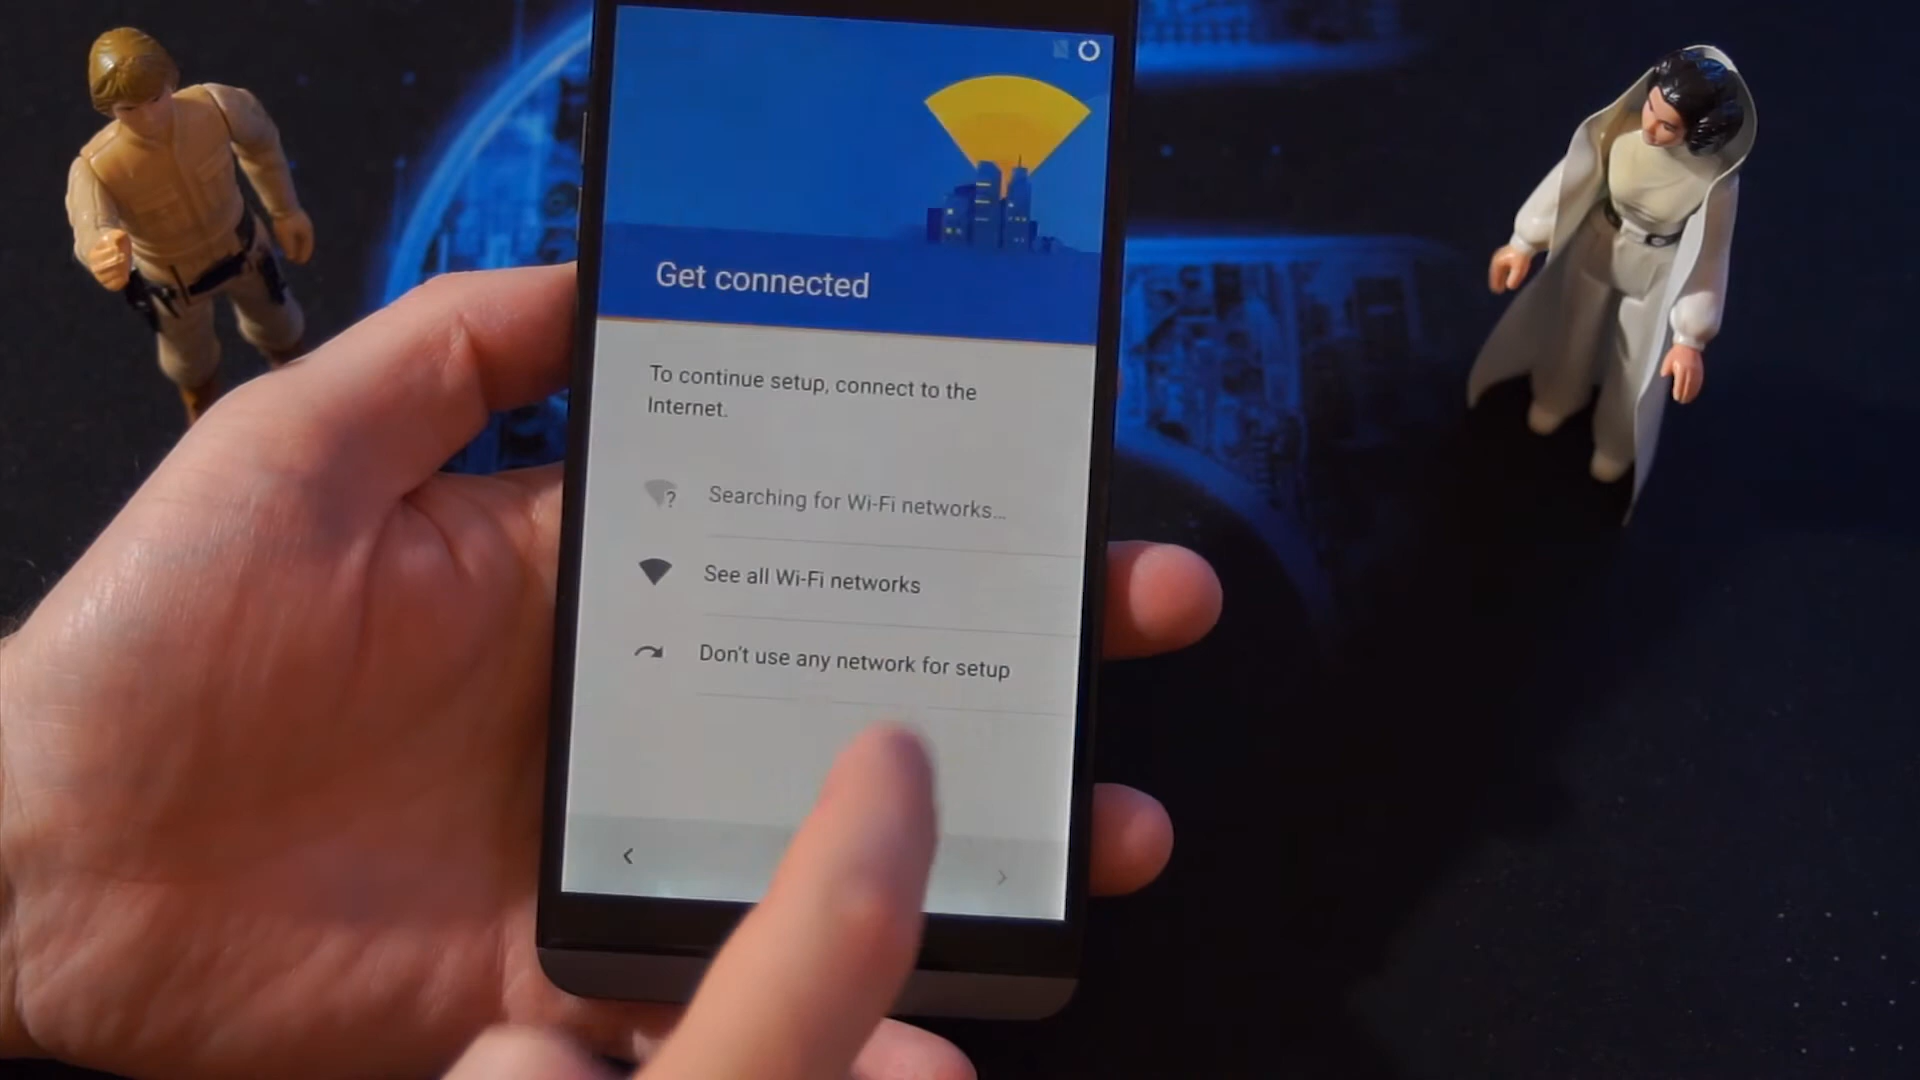 Get connected
To continue setup, connect to the
Internet.
Searching for Wi-Fi networks...
See all Wi-Fi networks
Don't use any network for setup